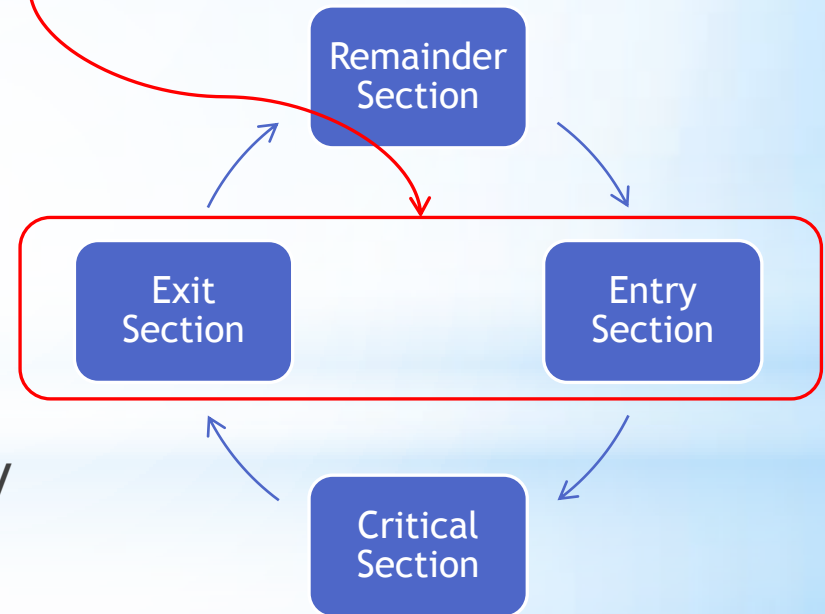 Remainder
Section
Exit
Section
Entry
Section
Critical
Section